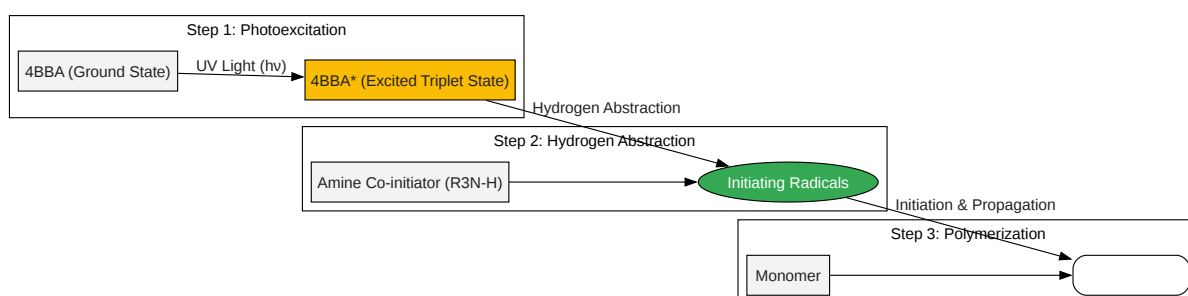 Step 1: Photoexcitation
4BBA (Ground State)
UV Light (hν)
4BBA* (Excited Triplet State)
Hydrogen Abstraction
Step 2: Hydrogen Abstraction
Amine Co-initiator (R3N-H)
Initiating Radicals
Initiation & Propagation
Step 3: Polymerization
Monomer